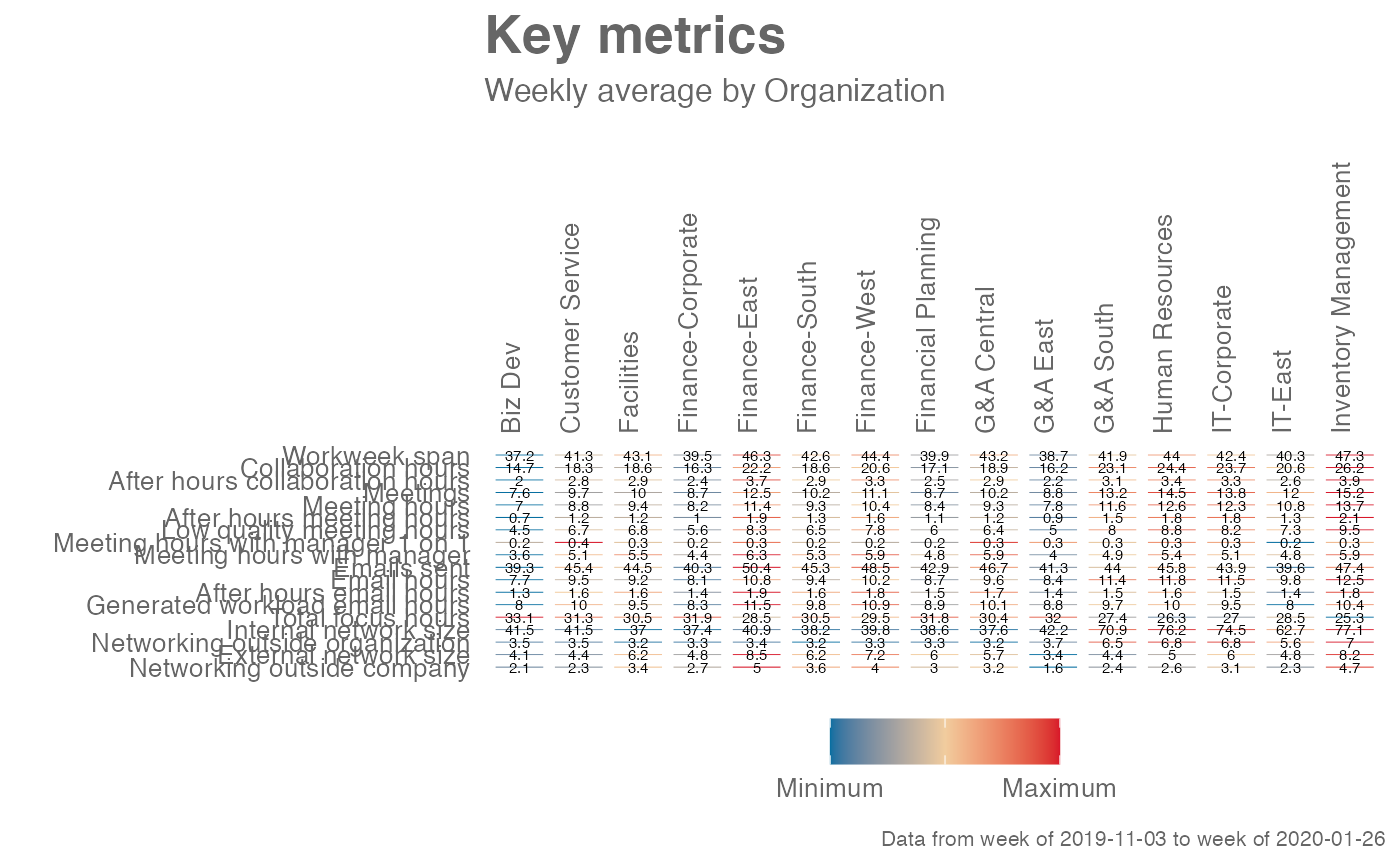 Key metrics
Weekly average by Organization
Biz Dev
Customer Service
Facilities
Finance-Corporate
Finance-East
Finance-South
Finance-West
Financial Planning
G&A Central
G&A East
G&A South
Human Resources
IT-Corporate
IT-East
Inventory Management
Workweek span 37.2 41.3 43.1 39.5 46.3 42.6 44.4 39.9 43.2 38.7 41.9 44 42.4 40.3 47.3
Collaboration hours 14.7 18.3 18.6 16.3 22.2 18.6 20.6 17.1 18.9 16.2 23.1 24.4 23.7 20.6 26.2
After hours collaboration hours 2 2.8 2.9 2.4 3.7 2.9 3.3 2.5 2.9 2.2 3.1 3.4 3.3 2.6 3.9
Meetings 7.6 9.7 10 8.7 12.5 10.2 11.1 8.7 10.2 8.8 13.2 14.5 13.8 12 15.2
Meeting hours 7 8.8 9.4 8.2 11.4 9.3 10.4 8.4 9.3 7.8 11.6 12.6 12.3 10.8 13.7
After hours meeting hours 0.7 1.2 1.2 1 1.9 1.3 1.6 1.1 1.2 0.9 1.5 1.8 1.8 1.3 2.1
Low quality meeting hours 4.5 6.7 6.8 5.6 8.3 6.5 7.8 6 6.4 5 8 8.8 8.2 7.3 9.5
Meeting hours with manager 1 on 1 0.2 0.4 0.3 0.2 0.3 0.2 0.2 0.2 0.3 0.3 0.3 0.3 0.3 0.2 0.3
Meeting hours with manager 3.6 5.1 5.5 4.4 6.3 5.3 5.9 4.8 5.9 4 4.9 5.4 5.1 4.8 5.9
Emails sent 39.3 45.4 44.5 40.3 50.4 45.3 48.5 42.9 46.7 41.3 44 45.8 43.9 39.6 47.4
Email hours 7.7 9.5 9.2 8.1 10.8 9.4 10.2 8.7 9.6 8.4 11.4 11.8 11.5 9.8 12.5
After hours email hours 1.3 1.6 1.6 1.4 1.9 1.6 1.8 1.5 1.7 1.4 1.5 1.6 1.5 1.4 1.8
Generated workload email hours 8 10 9.5 8.3 11.5 9.8 10.9 8.9 10.1 8.8 9.7 10 9.5 8 10.4
Total focus hours 33.1 31.3 30.5 31.9 28.5 30.5 29.5 31.8 30.4 32 27.4 26.3 27 28.5 25.3
Internal network size 41.5 41.5 37 37.4 40.9 38.2 39.8 38.6 37.6 42.2 70.9 76.2 74.5 62.7 77.1
Networking outside organization 3.5 3.5 3.2 3.3 3.4 3.2 3.3 3.3 3.2 3.7 6.5 6.8 6.8 5.6 7
External network size 4.1 4.4 6.2 4.8 8.5 6.2 7.2 6 5.7 3.4 4.4 5 6 4.8 8.2
Networking outside company 2.1 2.3 3.4 2.7 5 3.6 4 3 3.2 1.6 2.4 2.6 3.1 2.3 4.7
Minimum Maximum
Data from week of 2019-11-03 to week of 2020-01-26